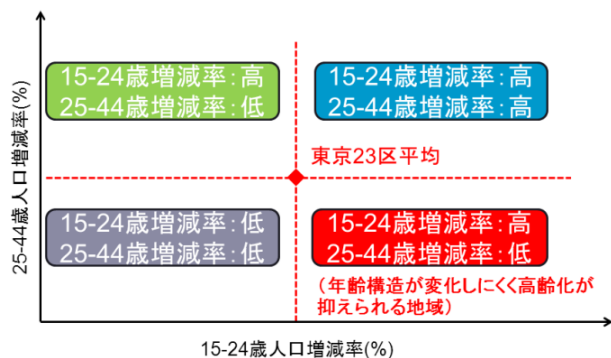 25-44歳人口増減率(%)
15-24歳増減率：高
25-44歳増減率：低
15-24歳増減率：高
25-44歳増減率：高
東京23区平均
15-24歳増減率：低
25-44歳増減率：低
15-24歳増減率：高
25-44歳増減率：低
（年齢構造が変化しにくく高齢化が
抑えられる地域）
15-24歳人口増減率(%)